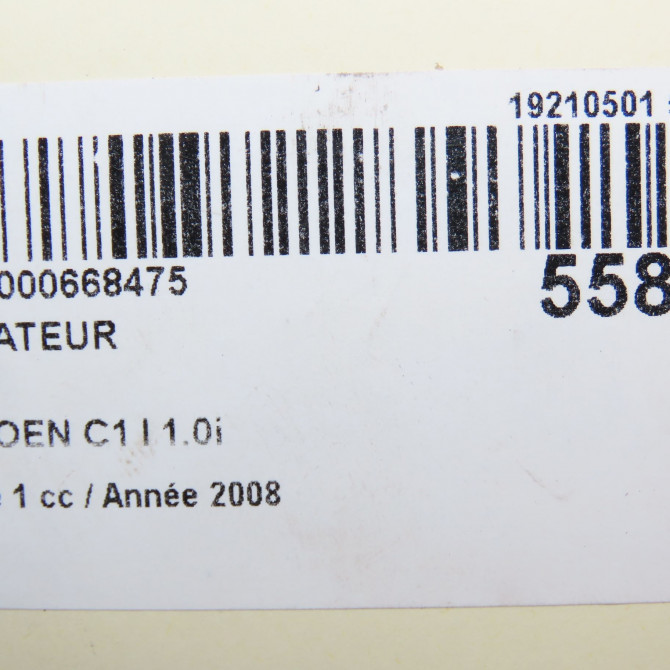 19210501
000668475
558
ATEUR
OEN C1 I 1.0i
1 cc / Année 2008